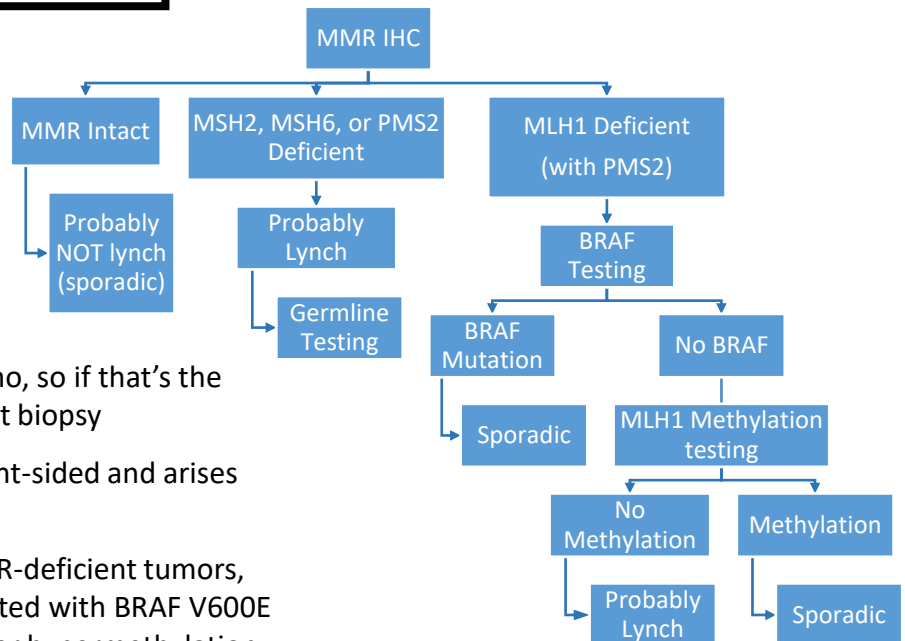 MMR IHC
MMR Intact
MSH2, MSH6, or PMS2
Deficient
MLH1 Deficient
(with PMS2)
Probably
NOT lynch
(sporadic)
Probably
Lynch
BRAF
Testing
Germline
Testing
BRAF
Mutation
No BRAF
no, so if that's the
t biopsy
Sporadic
MLH1 Methylation
testing
nt-sided and arises
No
Methylation
Methylation
R-deficient tumors,
ted with BRAF V600E
Probably
Lynch
Sporadic